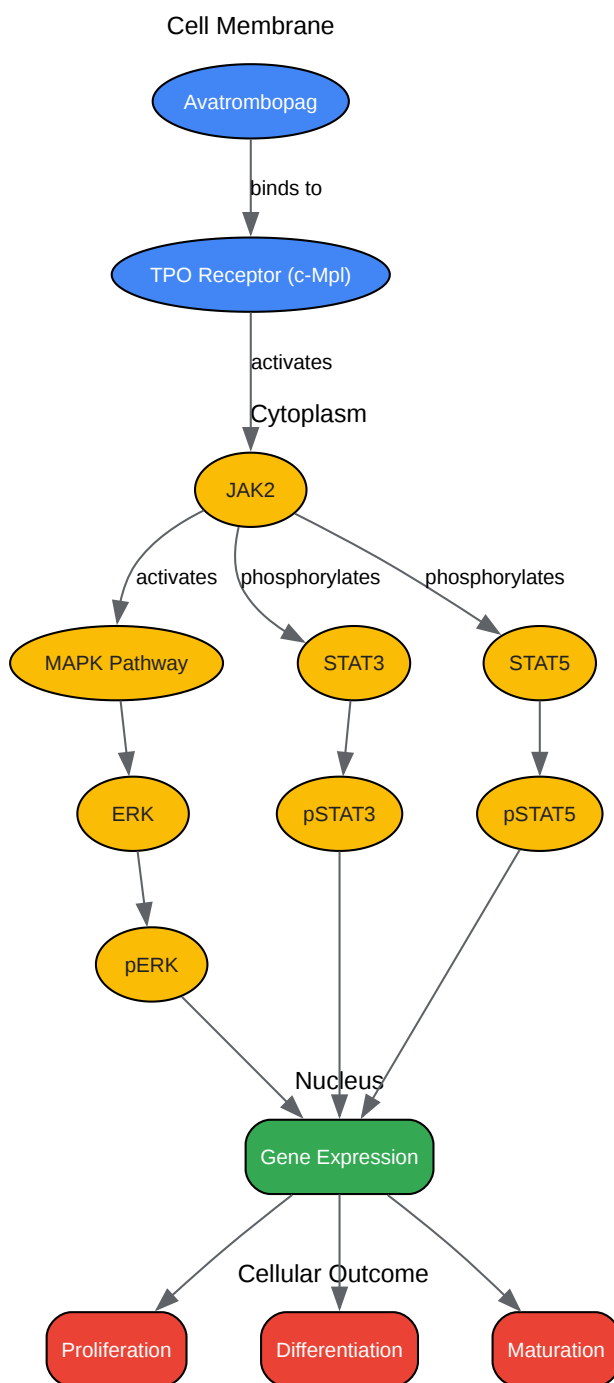 Cell Membrane
Avatrombopag
binds to
TPO Receptor (c-Mpl)
activates
Cytoplasm
JAK2
activates
phosphorylates
phosphorylates
MAPK Pathway
STAT3
STAT5
ERK
pSTAT3
pSTAT5
pERK
Nucleus
Gene Expression
Cellular Outcome
Proliferation
Differentiation
Maturation